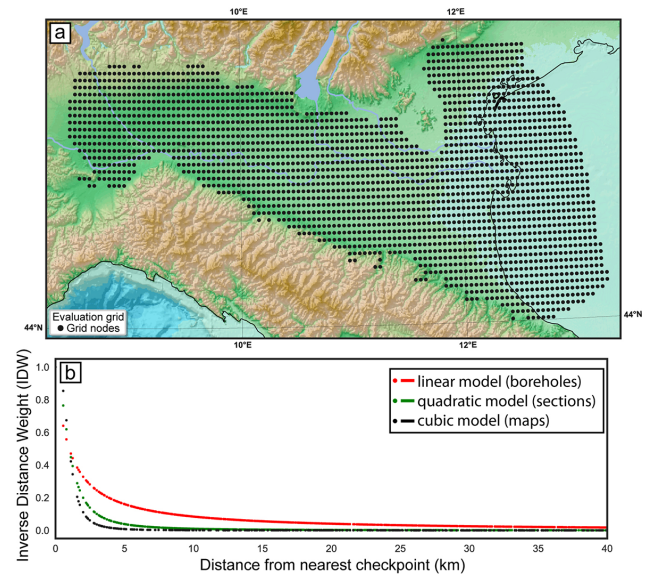 10°E 12°E
a
Evaluation grid
Grid nodes
44°N 44°N
10°E 12°E
b
Inverse Distance Weight (IDW)
1.0
0.8
0.6
0.4
0.2
0.0
linear model (boreholes)
quadratic model (sections)
cubic model (maps)
0 5 10 15 20 25 30 35 40
Distance from nearest checkpoint (km)